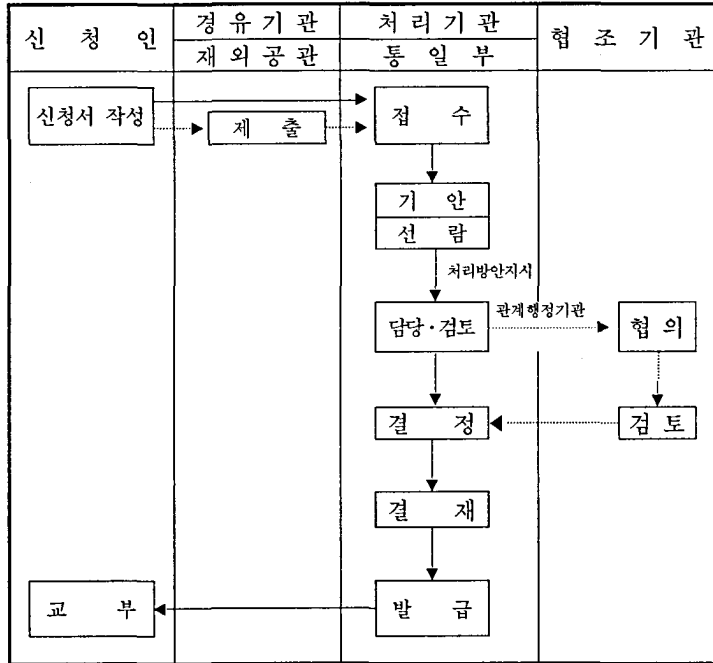 신 청 인
경 유 기 관
재 외 공 관
처 리 기 관
통 일 부
협 조 기 관
신청서 작성
제 출
접 수
기 안
선 람
처리방안지시
담당·검토
관계행정기관
협 의
결 정
검 토
결 재
교 부
발 급